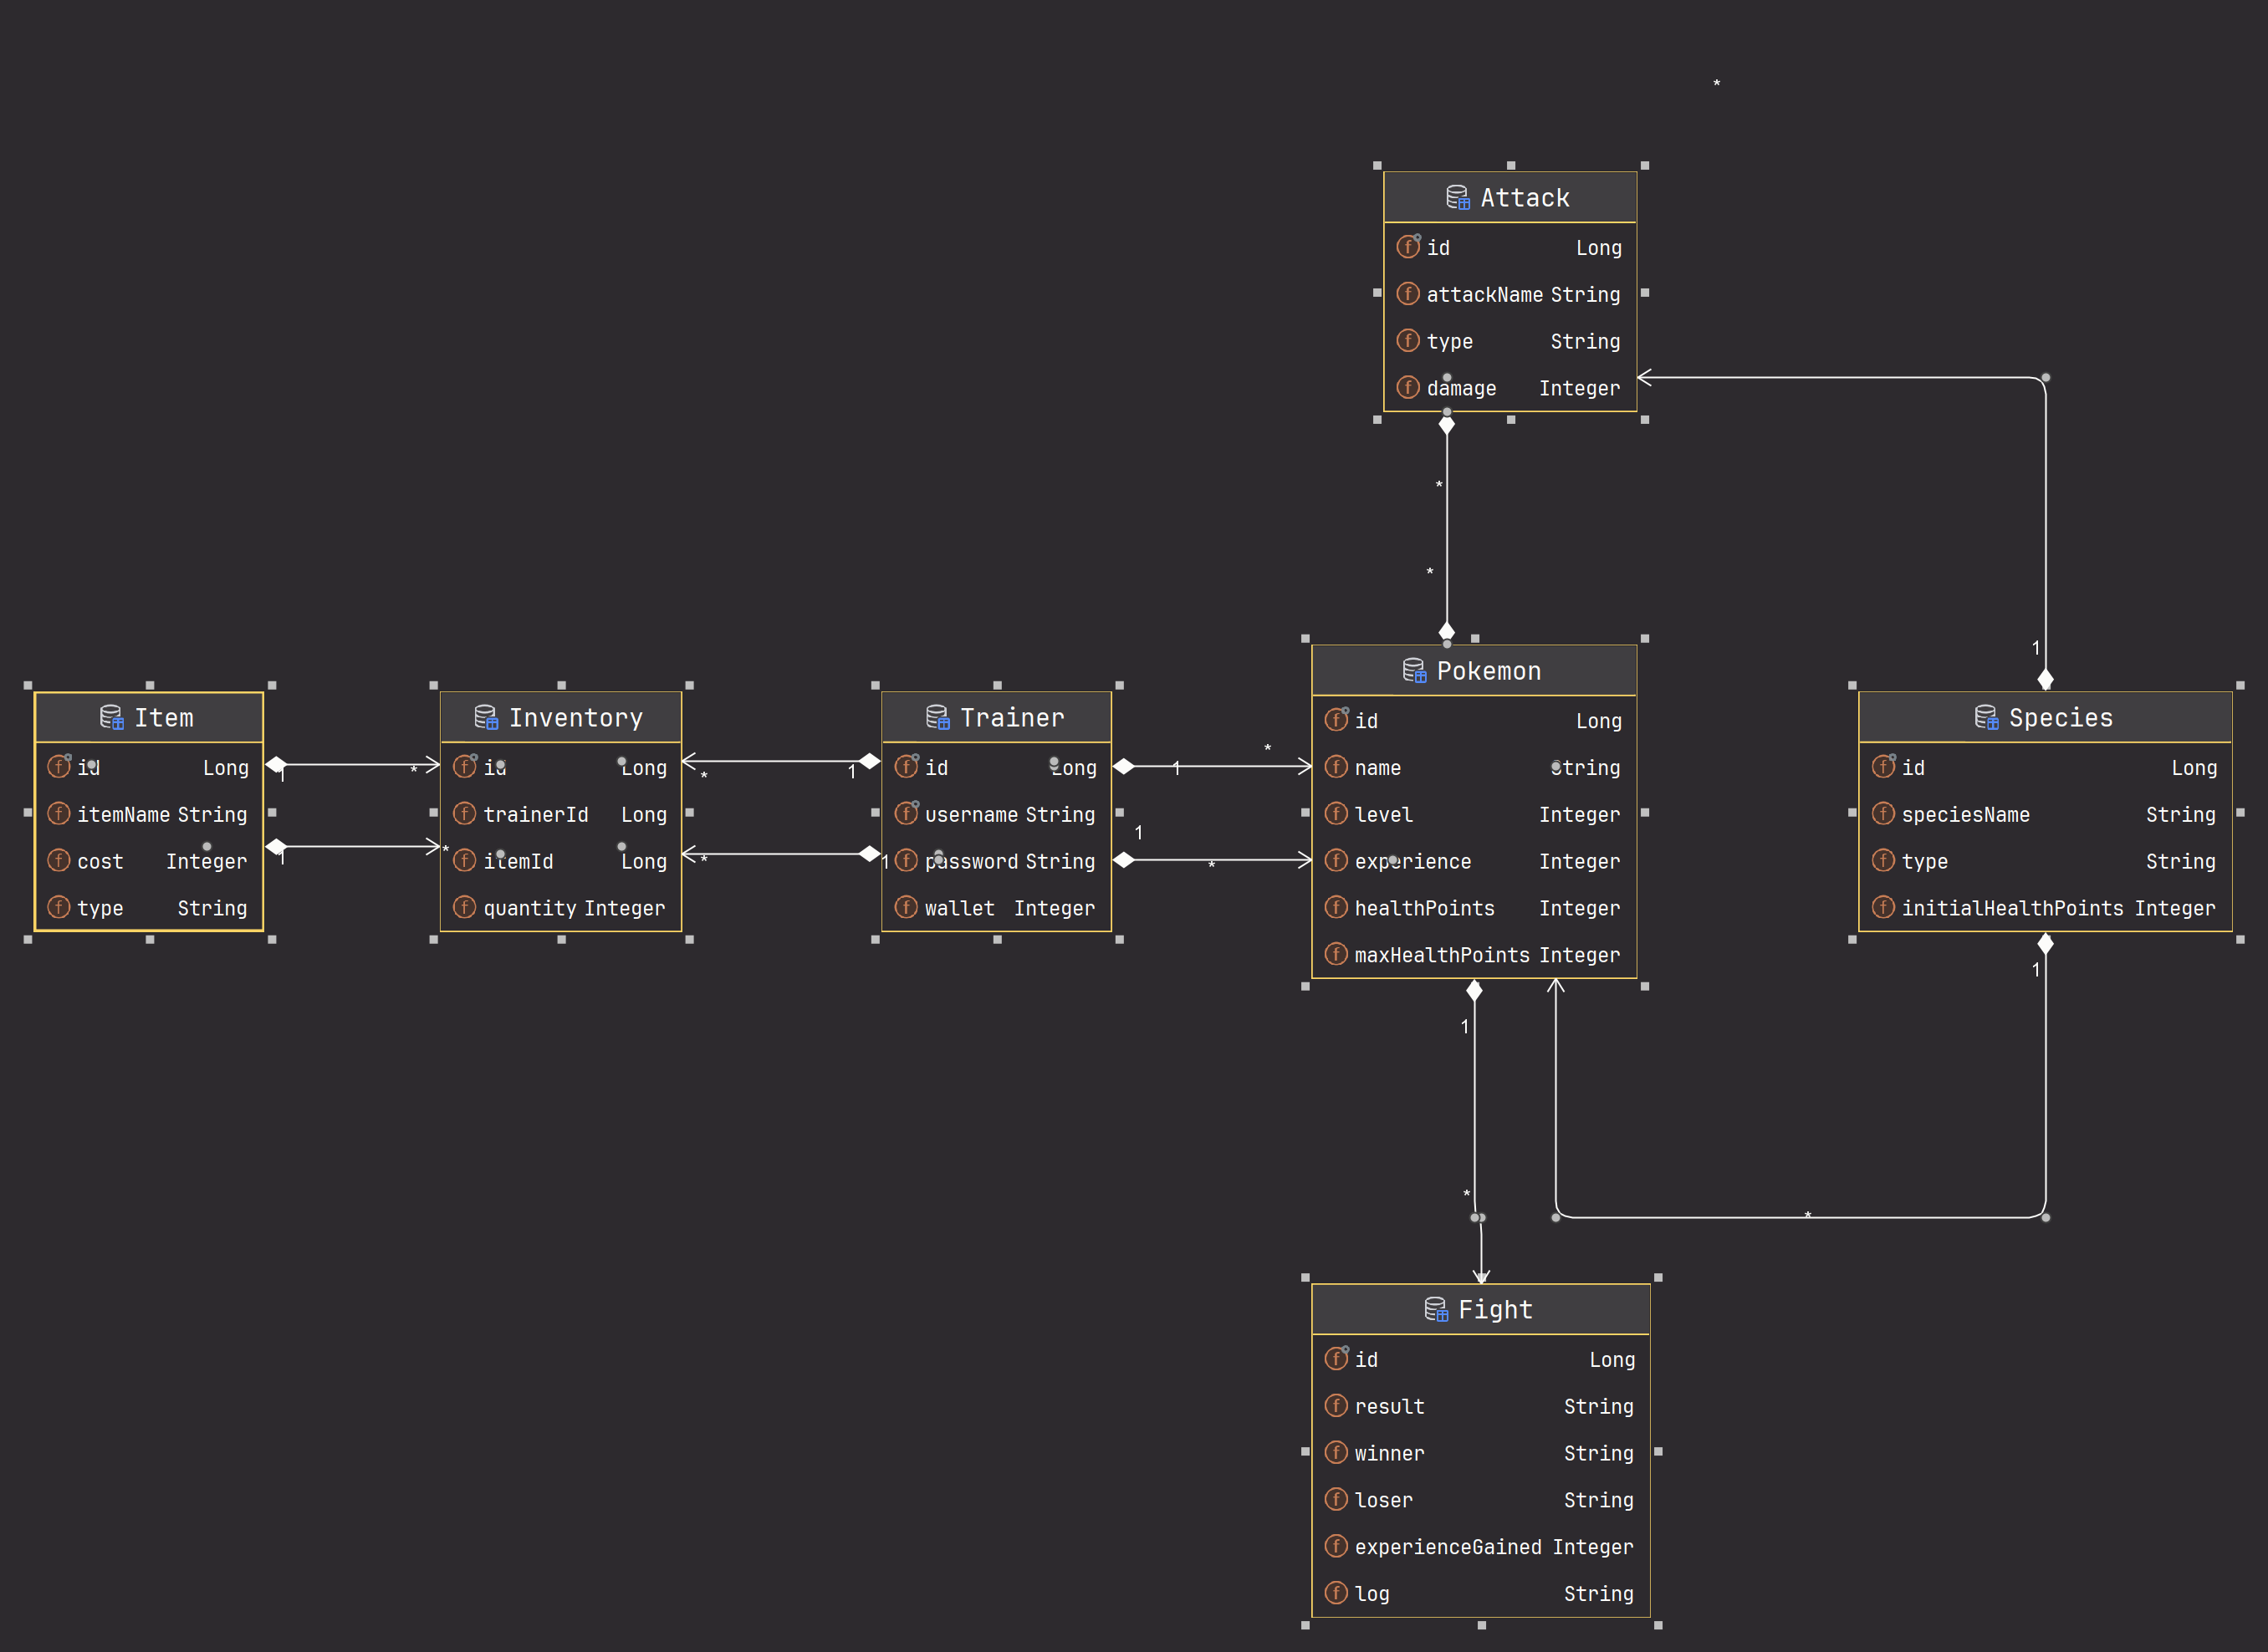 *
Attack
id Long
attackName String
type String
damage Integer
*
*
1
Pokemon
id Long
name String
level Integer
experience Integer
healthPoints Integer
maxHealthPoints Integer
Item
id Long
itemName String
cost Integer
type String
1
*
1
*
Inventory
id Long
trainerId Long
itemId Long
quantity Integer
*
1
*
1
Trainer
id Long
username String
password String
wallet Integer
*
1
1
*
Species
id Long
speciesName String
type String
initialHealthPoints Integer
1
1
*
*
Fight
id Long
result String
winner String
loser String
experienceGained Integer
log String